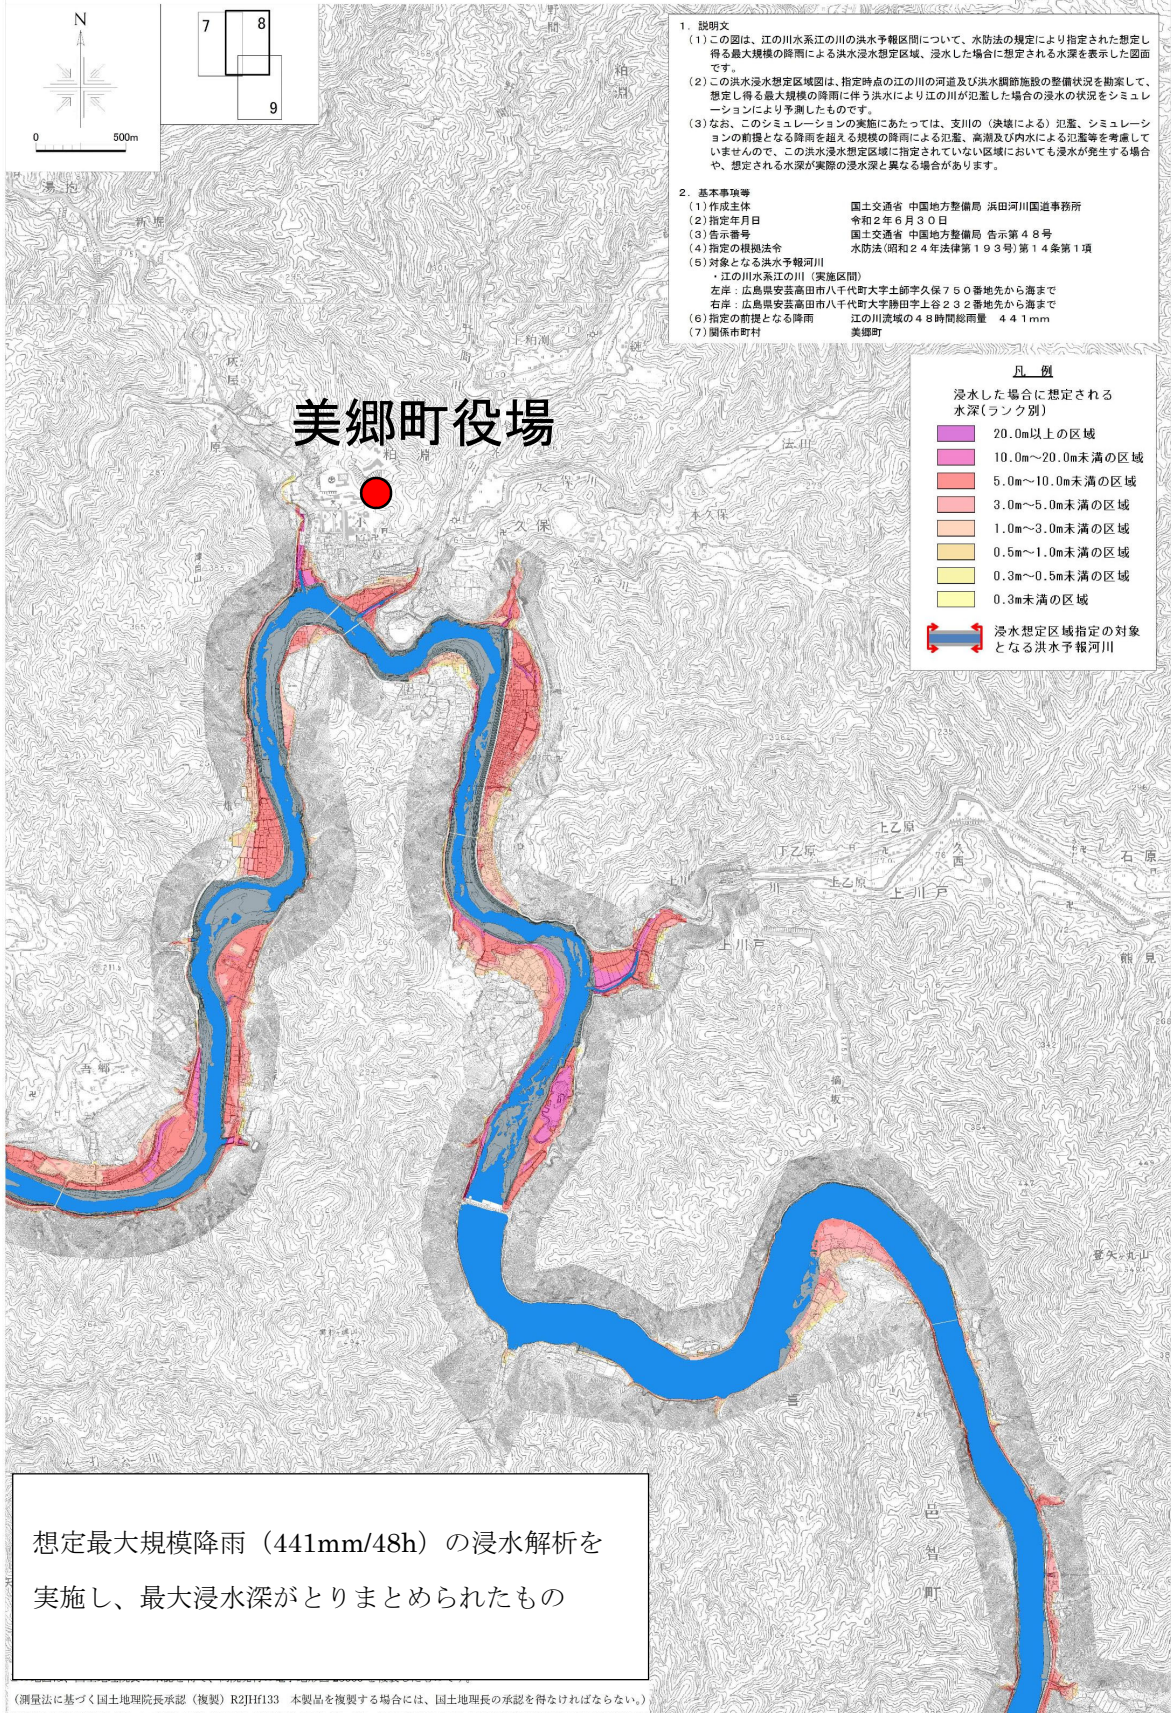 N
0 500m
7
8
9
1．説明文
(1)この図は、江の川水系江の川の洪水予報区間について、水防法の規定により指定された想定し
得る最大規模の降雨による洪水浸水想定区域、浸水した場合に想定される水深を表示した図面
です。
(2)この洪水浸水想定区域図は、指定時点の江の川の河道及び洪水調節施設の整備状況を勘案して、
想定し得る最大規模の降雨に伴う洪水により江の川が氾濫した場合の浸水の状況をシミュレ
ーションにより予測したものです。
(3)なお、このシミュレーションの実施にあたっては、支川の（決壊による）氾濫、シミュレーショ
ンの前提となる降雨を超える規模の降雨による氾濫、高潮及び内水による氾濫等を考慮して
いませんので、この洪水浸水想定区域に指定されていない区域においても浸水が発生する場合
や、想定される水深が実際の浸水深と異なる場合があります。
2．基本事項等
(1)作成主体 国土交通省 中国地方整備局 浜田河川国道事務所
(2)指定年月日 令和２年６月３０日
(3)告示番号 国土交通省 中国地方整備局 告示第４８号
(4)指定の根拠法令 水防法(昭和２４年法律第１９３号)第１４条第１項
(5)対象となる洪水予報河川
・江の川水系江の川（実施区間）
左岸：広島県安芸高田市八千代町大字土師字久保７５０番地先から海まで
右岸：広島県安芸高田市八千代町大字勝田字上谷２３２番地先から海まで
(6)指定の前提となる降雨 江の川流域の４８時間総雨量 ４４１mm
(7)関係市町村 美郷町
凡 例
浸水した場合に想定される
水深(ランク別)
20.0m以上の区域
10.0m～20.0m未満の区域
5.0m～10.0m未満の区域
3.0m～5.0m未満の区域
1.0m～3.0m未満の区域
0.5m～1.0m未満の区域
0.3m～0.5m未満の区域
0.3m未満の区域
浸水想定区域指定の対象
となる洪水予報河川
美郷町役場
粕淵
久保
本久保
法川
上乙原
下乙原
上乙原
上川戸
久西
石原
熊見
上川戸
吾郷
登矢ヶ丸山
邑智町
想定最大規模降雨（441mm/48h）の浸水解析を
実施し、最大浸水深がとりまとめられたもの
(測量法に基づく国土地理院長承認（複製）R2JHf133 本製品を複製する場合には、国土地理長の承認を得なければならない。)